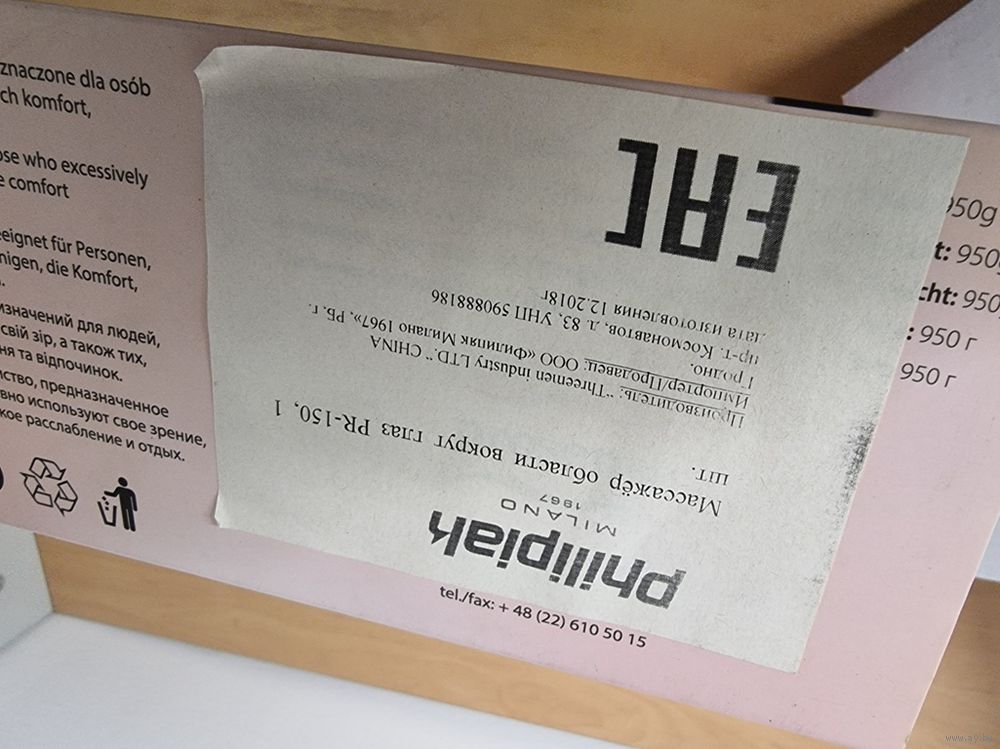 znaczone dla osób
ch komfort,
ose who excessively
e comfort
eignet für Personen,
nigen, die Komfort,
изначений для людей,
свій зір, а також тих,
ня та відпочинок.
ство, предназначенное
вно используют свое зрение,
кое расслабление и отдых.
philipiak
MILANO
1967
Массажёр области вокруг глаз PR-150, 1
шт.
Производитель: "Threemen industry LTD." CHINA
Импортер/Продавец: ООО «Филипяк Милано 1967», РБ, г.
Гродно,
пр-т. Космонавтов, д. 83, УНП 590888186
Дата изготовления 12.2018г
EAC
tel./fax: + 48 (22) 610 50 15
950g
t: 950g
cht: 950
: 950 г
950 г